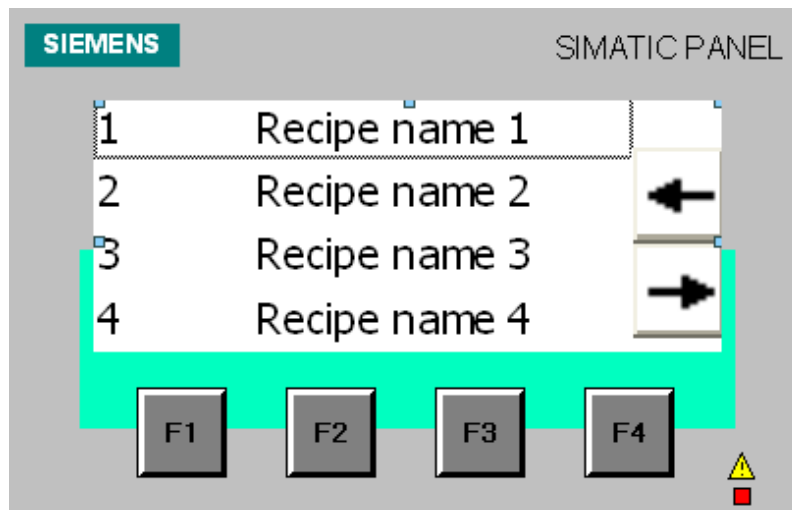 SIEMENS SIMATIC PANEL
1 Recipe name 1
2 Recipe name 2
3 Recipe name 3
4 Recipe name 4
F1 F2 F3 F4